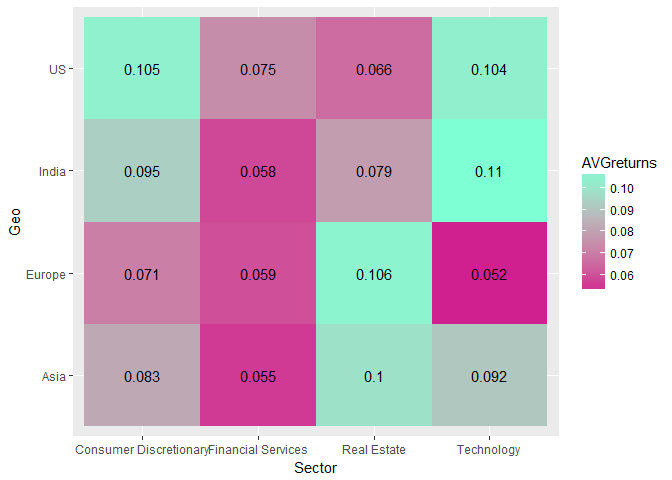 US
0.105 0.075 0.066 0.104
India
0.095 0.058 0.079 0.11
Europe
0.071 0.059 0.106 0.052
Asia
0.083 0.055 0.1 0.092
Consumer Discretionary Financial Services Real Estate Technology
Sector
Geo
AVGreturns
0.10
0.09
0.08
0.07
0.06